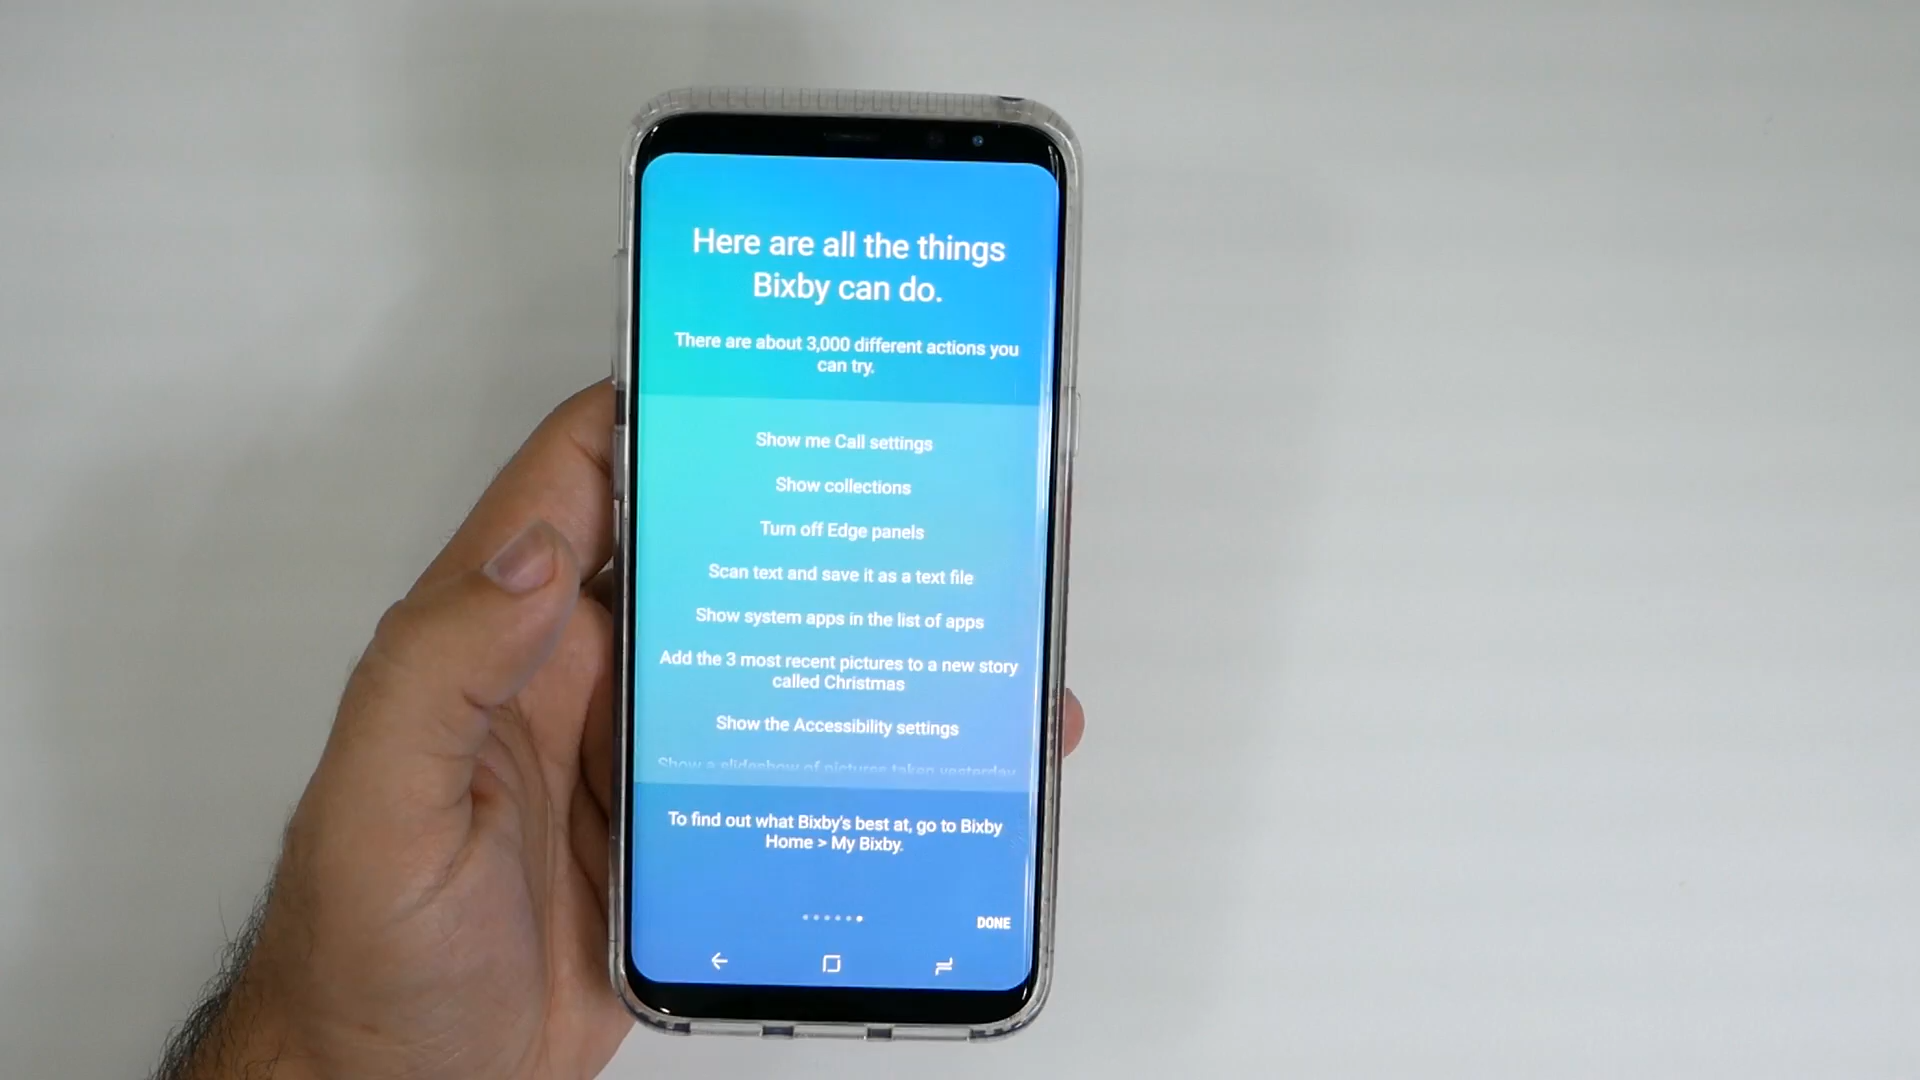 Here are all the things
Bixby can do.
There are about 3,000 different actions you
can try.
Show me Call settings
Show collections
Turn off Edge panels
Scan text and save it as a text file
Show system apps in the list of apps
Add the 3 most recent pictures to a new story
called Christmas
Show the Accessibility settings
Show a slideshow of pictures taken yesterday
To find out what Bixby's best at, go to Bixby
Home > My Bixby.
DONE